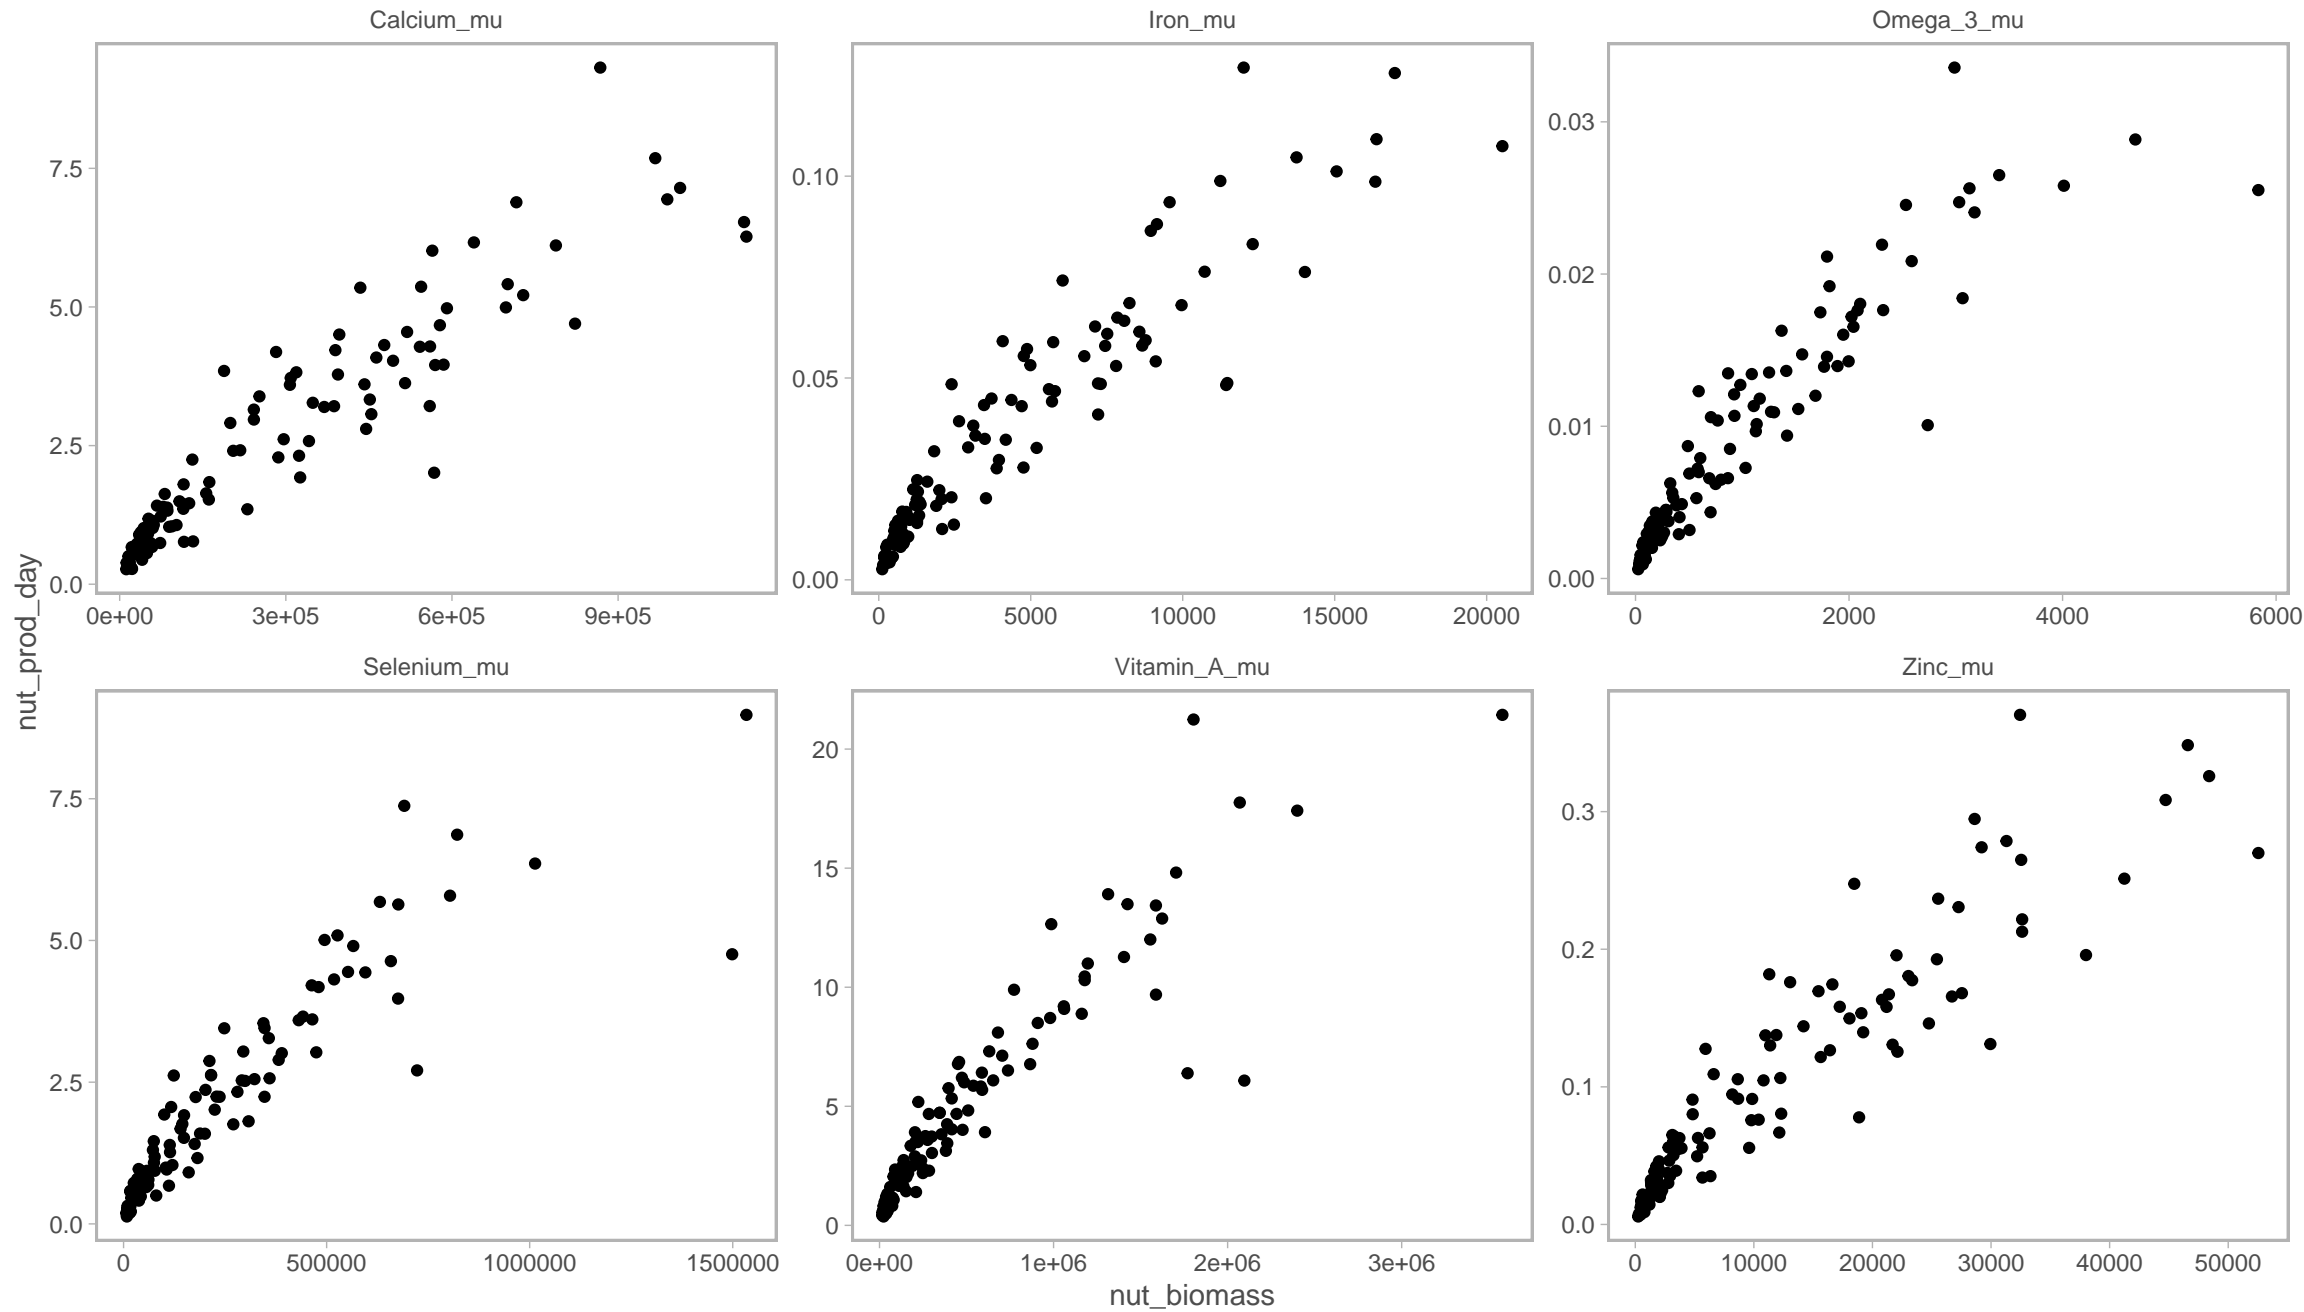 Calcium_mu
Iron_mu
Omega_3_mu
7.5
5.0
2.5
0.0
0e+00 3e+05 6e+05 9e+05
0.10
0.05
0.00
0 5000 10000 15000 20000
0.03
0.02
0.01
0.00
0 2000 4000 6000
nut_prod_day
Selenium_mu
Vitamin_A_mu
Zinc_mu
7.5
5.0
2.5
0.0
0 500000 1000000 1500000
20
15
10
5
0
0e+00 1e+06 2e+06 3e+06
0.3
0.2
0.1
0.0
0 10000 20000 30000 40000 50000
nut_biomass